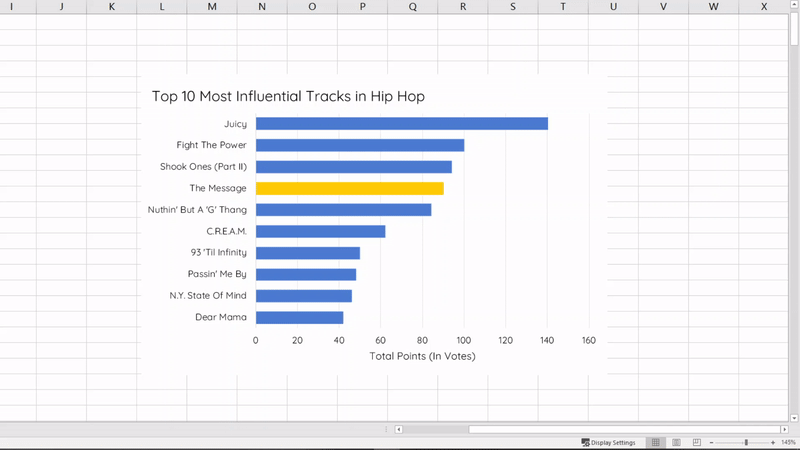 I J K L M N O P Q R S T U V W X
Top 10 Most Influential Tracks in Hip Hop
Juicy
Fight The Power
Shook Ones (Part II)
The Message
Nuthin' But A 'G' Thang
C.R.E.A.M.
93 'Til Infinity
Passin' Me By
N.Y. State Of Mind
Dear Mama
0 20 40 60 80 100 120 140 160
Total Points (In Votes)
Display Settings 145%